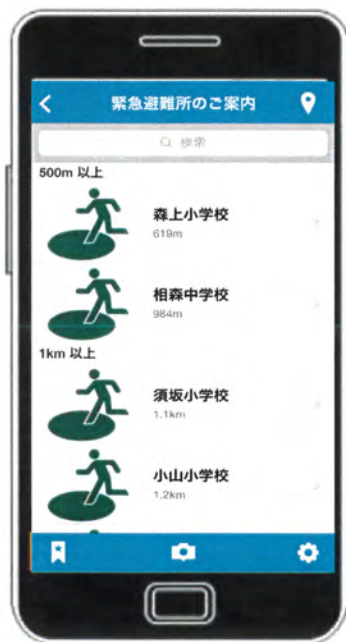 緊急避難所のご案内
検索
500m 以上
森上小学校
619m
相森中学校
984m
1km 以上
須坂小学校
1.1km
小山小学校
1.2km